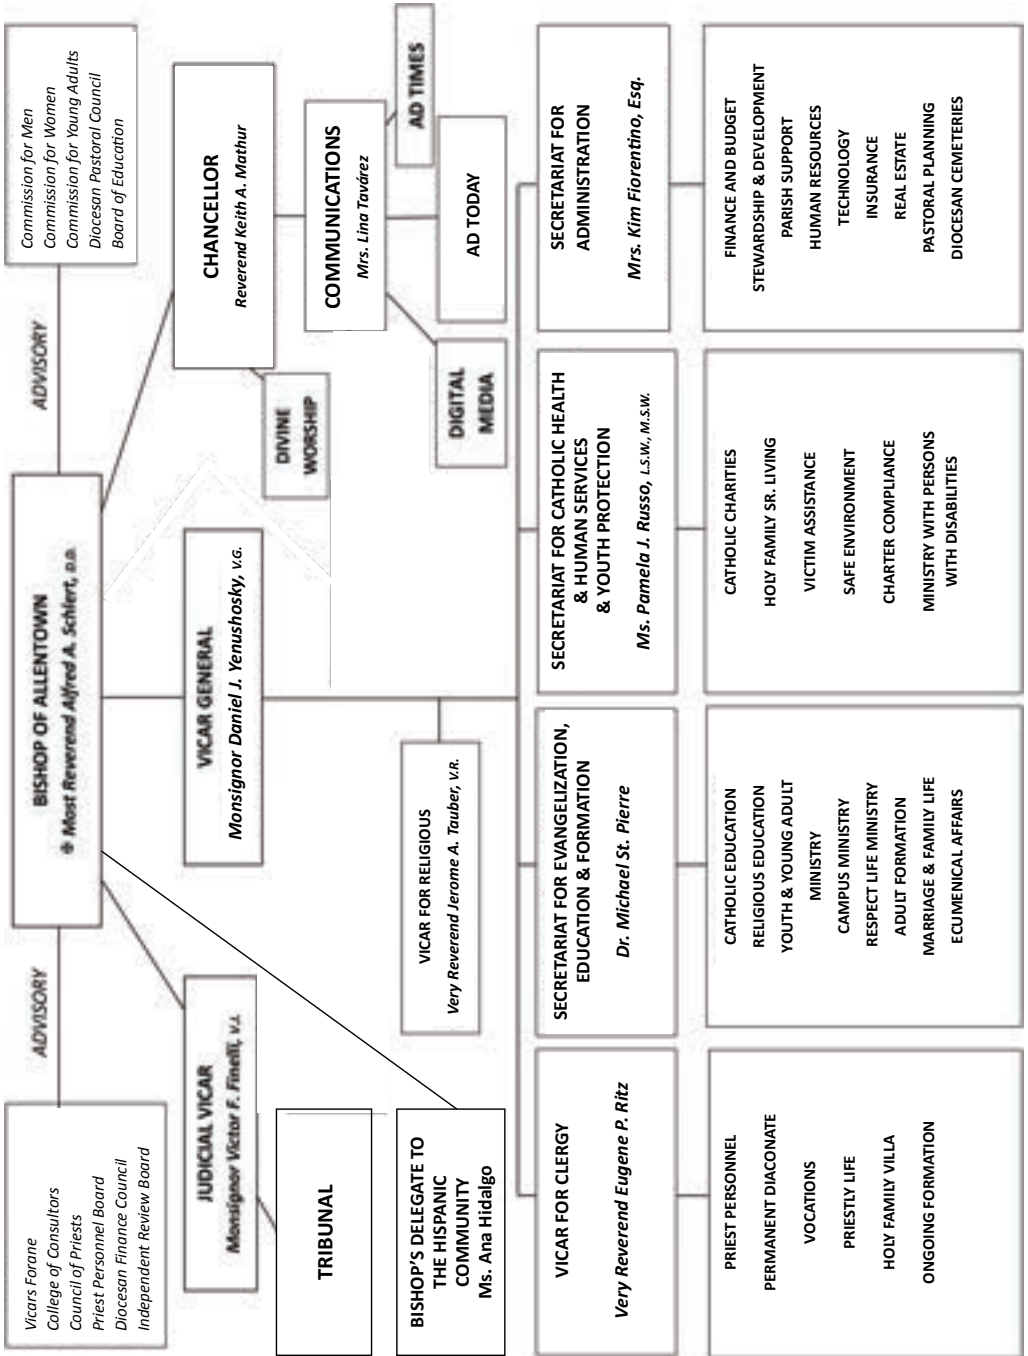 Vicars Forane
College of Consultors
Council of Priests
Priest Personnel Board
Diocesan Finance Council
Independent Review Board
ADVISORY
BISHOP OF ALLENTOWN
Most Reverend Alfred A. Schlert, D.D.
ADVISORY
Commission for Men
Commission for Women
Commission for Young Adults
Diocesan Pastoral Council
Board of Education
JUDICIAL VICAR
Monsignor Victor F. Finelli, V.J.
TRIBUNAL
BISHOP'S DELEGATE TO
THE HISPANIC
COMMUNITY
Ms. Ana Hidalgo
VICAR GENERAL
Monsignor Daniel J. Yenushosky, V.G.
CHANCELLOR
Reverend Keith A. Mathur
DIVINE
WORSHIP
COMMUNICATIONS
Mrs. Lina Tavárez
DIGITAL
MEDIA
AD TODAY
AD TIMES
VICAR FOR RELIGIOUS
Very Reverend Jerome A. Tauber, V.R.
VICAR FOR CLERGY
Very Reverend Eugene P. Ritz
PRIEST PERSONNEL
PERMANENT DIACONATE
VOCATIONS
PRIESTLY LIFE
HOLY FAMILY VILLA
ONGOING FORMATION
SECRETARIAT FOR EVANGELIZATION,
EDUCATION & FORMATION
Dr. Michael St. Pierre
CATHOLIC EDUCATION
RELIGIOUS EDUCATION
YOUTH & YOUNG ADULT
MINISTRY
CAMPUS MINISTRY
RESPECT LIFE MINISTRY
ADULT FORMATION
MARRIAGE & FAMILY LIFE
ECUMENICAL AFFAIRS
SECRETARIAT FOR CATHOLIC HEALTH
& HUMAN SERVICES
& YOUTH PROTECTION
Ms. Pamela J. Russo, L.S.W., M.S.W.
CATHOLIC CHARITIES
HOLY FAMILY SR. LIVING
VICTIM ASSISTANCE
SAFE ENVIRONMENT
CHARTER COMPLIANCE
MINISTRY WITH PERSONS
WITH DISABILITIES
SECRETARIAT FOR
ADMINISTRATION
Mrs. Kim Fiorentino, Esq.
FINANCE AND BUDGET
STEWARDSHIP & DEVELOPMENT
PARISH SUPPORT
HUMAN RESOURCES
TECHNOLOGY
INSURANCE
REAL ESTATE
PASTORAL PLANNING
DIOCESAN CEMETERIES